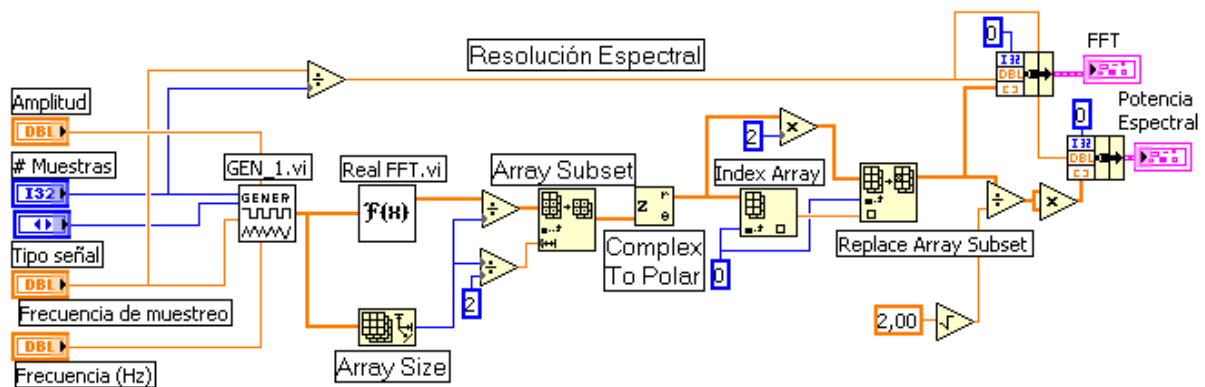 0
FFT
Resolución Espectral
I32
DBL
[ ]
Potencia
Espectral
0
I32
DBL
[ ]
Amplitud
DBL
# Muestras
I32
Tipo señal
DBL
Frecuencia de muestreo
DBL
Frecuencia (Hz)
GEN_1.vi
GENER
Real FFT.vi
F(x)
÷
÷
÷
2
Array Size
Array Subset
z
r
θ
Complex
To Polar
2
x
Index Array
0
Replace Array Subset
÷
x
2,00
√